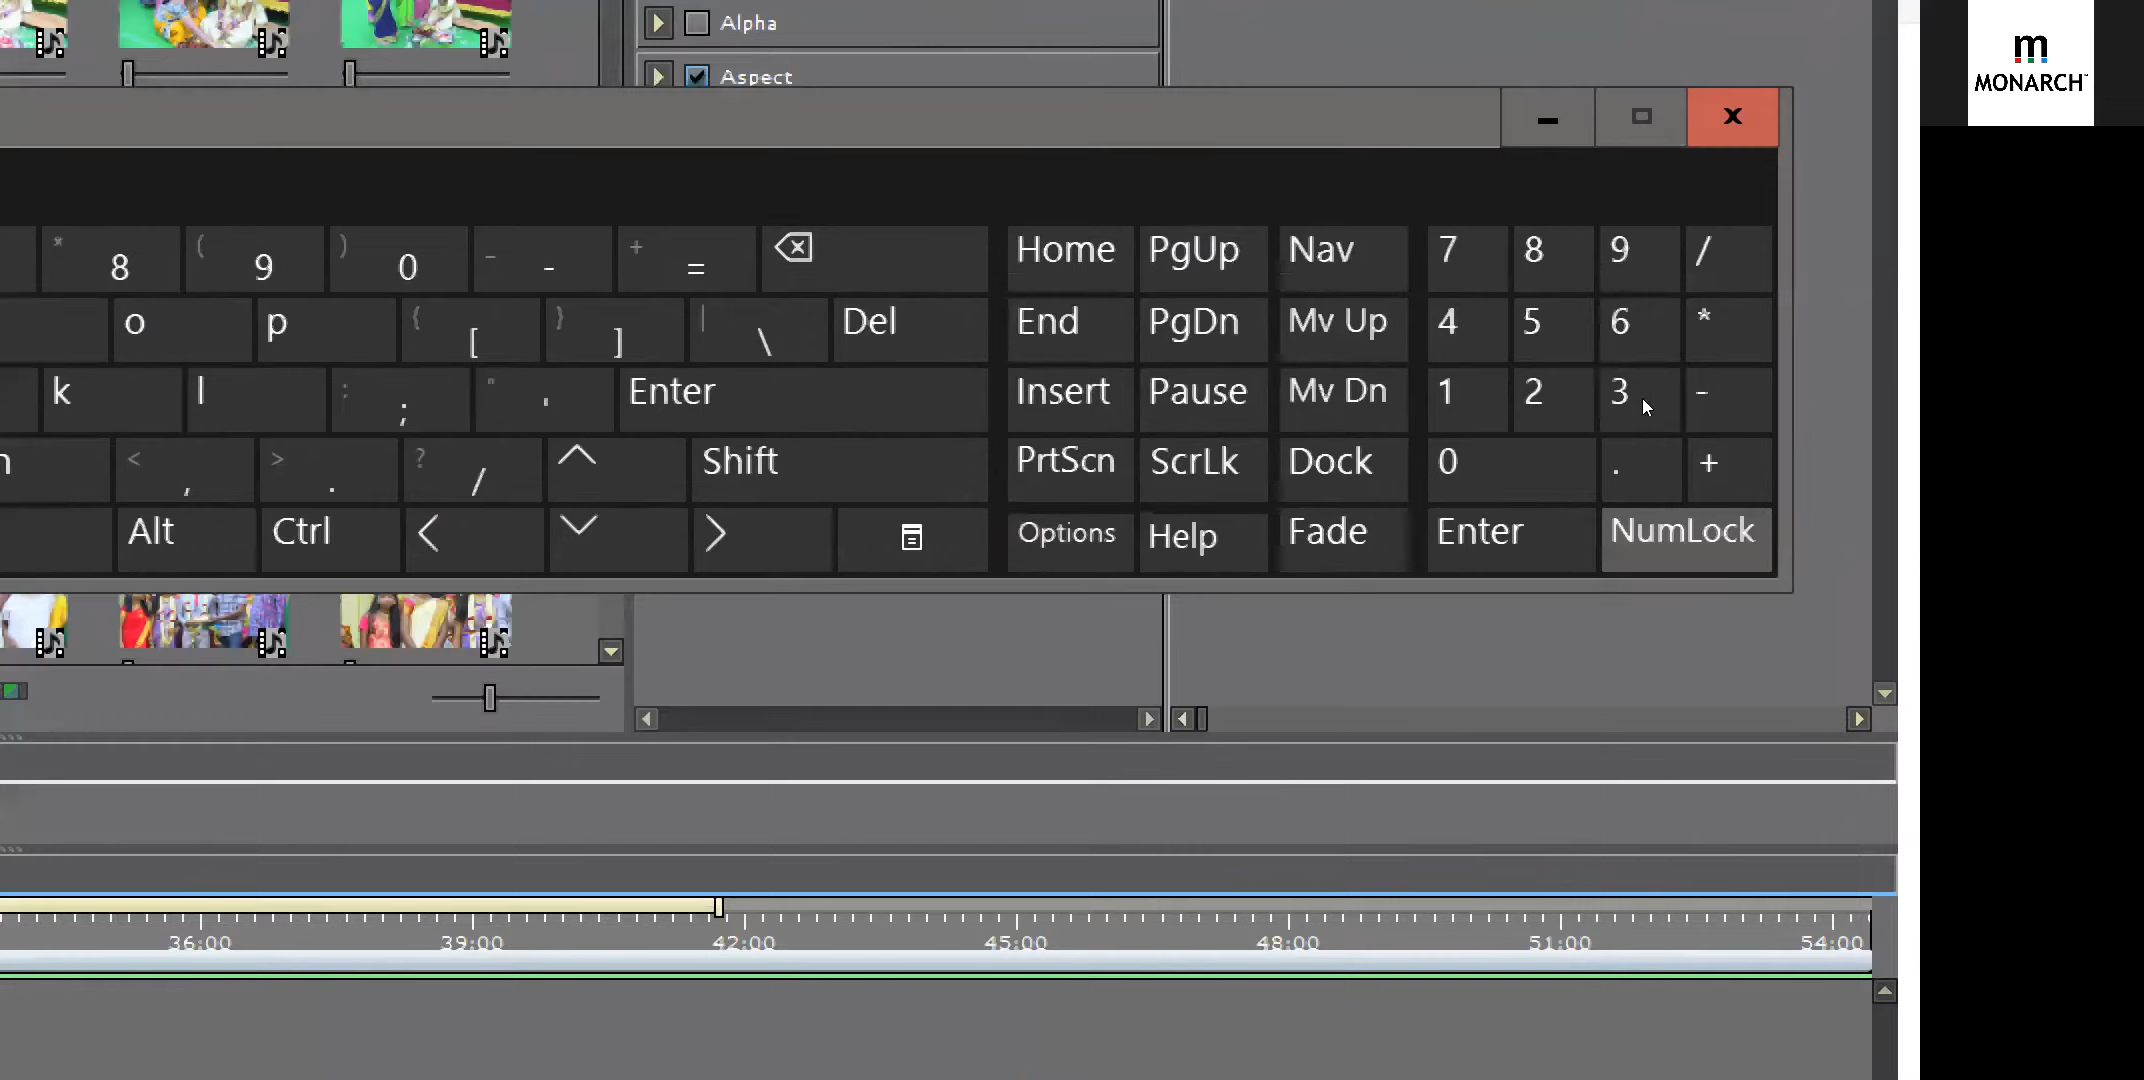 Alpha
Aspect
m
MONARCH™
* 8 ( 9 ) 0 _ - + = Home PgUp Nav 7 8 9 /
o p { [ } ] | \ Del End PgDn Mv Up 4 5 6 *
k l : ; " ' Enter Insert Pause Mv Dn 1 2 3 -
< , > . ? / Shift PrtScn ScrLk Dock 0 . +
Alt Ctrl Options Help Fade Enter NumLock
36:00 39:00 42:00 45:00 48:00 51:00 54:00